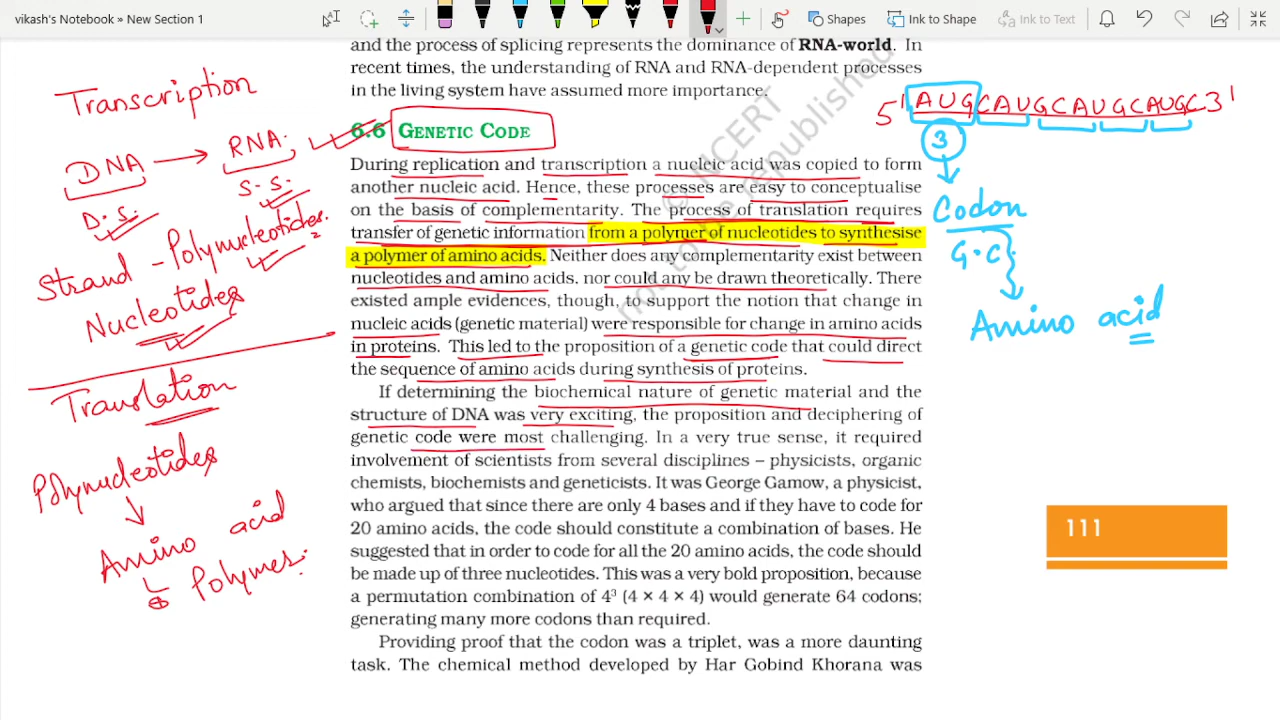 vikash's Notebook » New Section 1
Shapes
Ink to Shape
Ink to Text
and the process of splicing represents the dominance of RNA-world. In
recent times, the understanding of RNA and RNA-dependent processes
in the living system have assumed more importance.
6.6 GENETIC CODE
During replication and transcription a nucleic acid was copied to form
another nucleic acid. Hence, these processes are easy to conceptualise
on the basis of complementarity. The process of translation requires
transfer of genetic information from a polymer of nucleotides to synthesise
a polymer of amino acids. Neither does any complementarity exist between
nucleotides and amino acids, nor could any be drawn theoretically. There
existed ample evidences, though, to support the notion that change in
nucleic acids (genetic material) were responsible for change in amino acids
in proteins. This led to the proposition of a genetic code that could direct
the sequence of amino acids during synthesis of proteins.
If determining the biochemical nature of genetic material and the
structure of DNA was very exciting, the proposition and deciphering of
genetic code were most challenging. In a very true sense, it required
involvement of scientists from several disciplines – physicists, organic
chemists, biochemists and geneticists. It was George Gamow, a physicist,
who argued that since there are only 4 bases and if they have to code for
20 amino acids, the code should constitute a combination of bases. He
suggested that in order to code for all the 20 amino acids, the code should
be made up of three nucleotides. This was a very bold proposition, because
a permutation combination of 4³ (4 × 4 × 4) would generate 64 codons;
generating many more codons than required.
Providing proof that the codon was a triplet, was a more daunting
task. The chemical method developed by Har Gobind Khorana was
© NCERT
not to be republished
Transcription
DNA → RNA.
S. S.
D. S.
Strand - Polynucleotides.
Nucleotides
Translation
Polynucleotides
↓
Amino acid
Polymer.
5' AUGCAUGCAUGCAUGC3'
3
Codon
G.C.
Amino acid
111